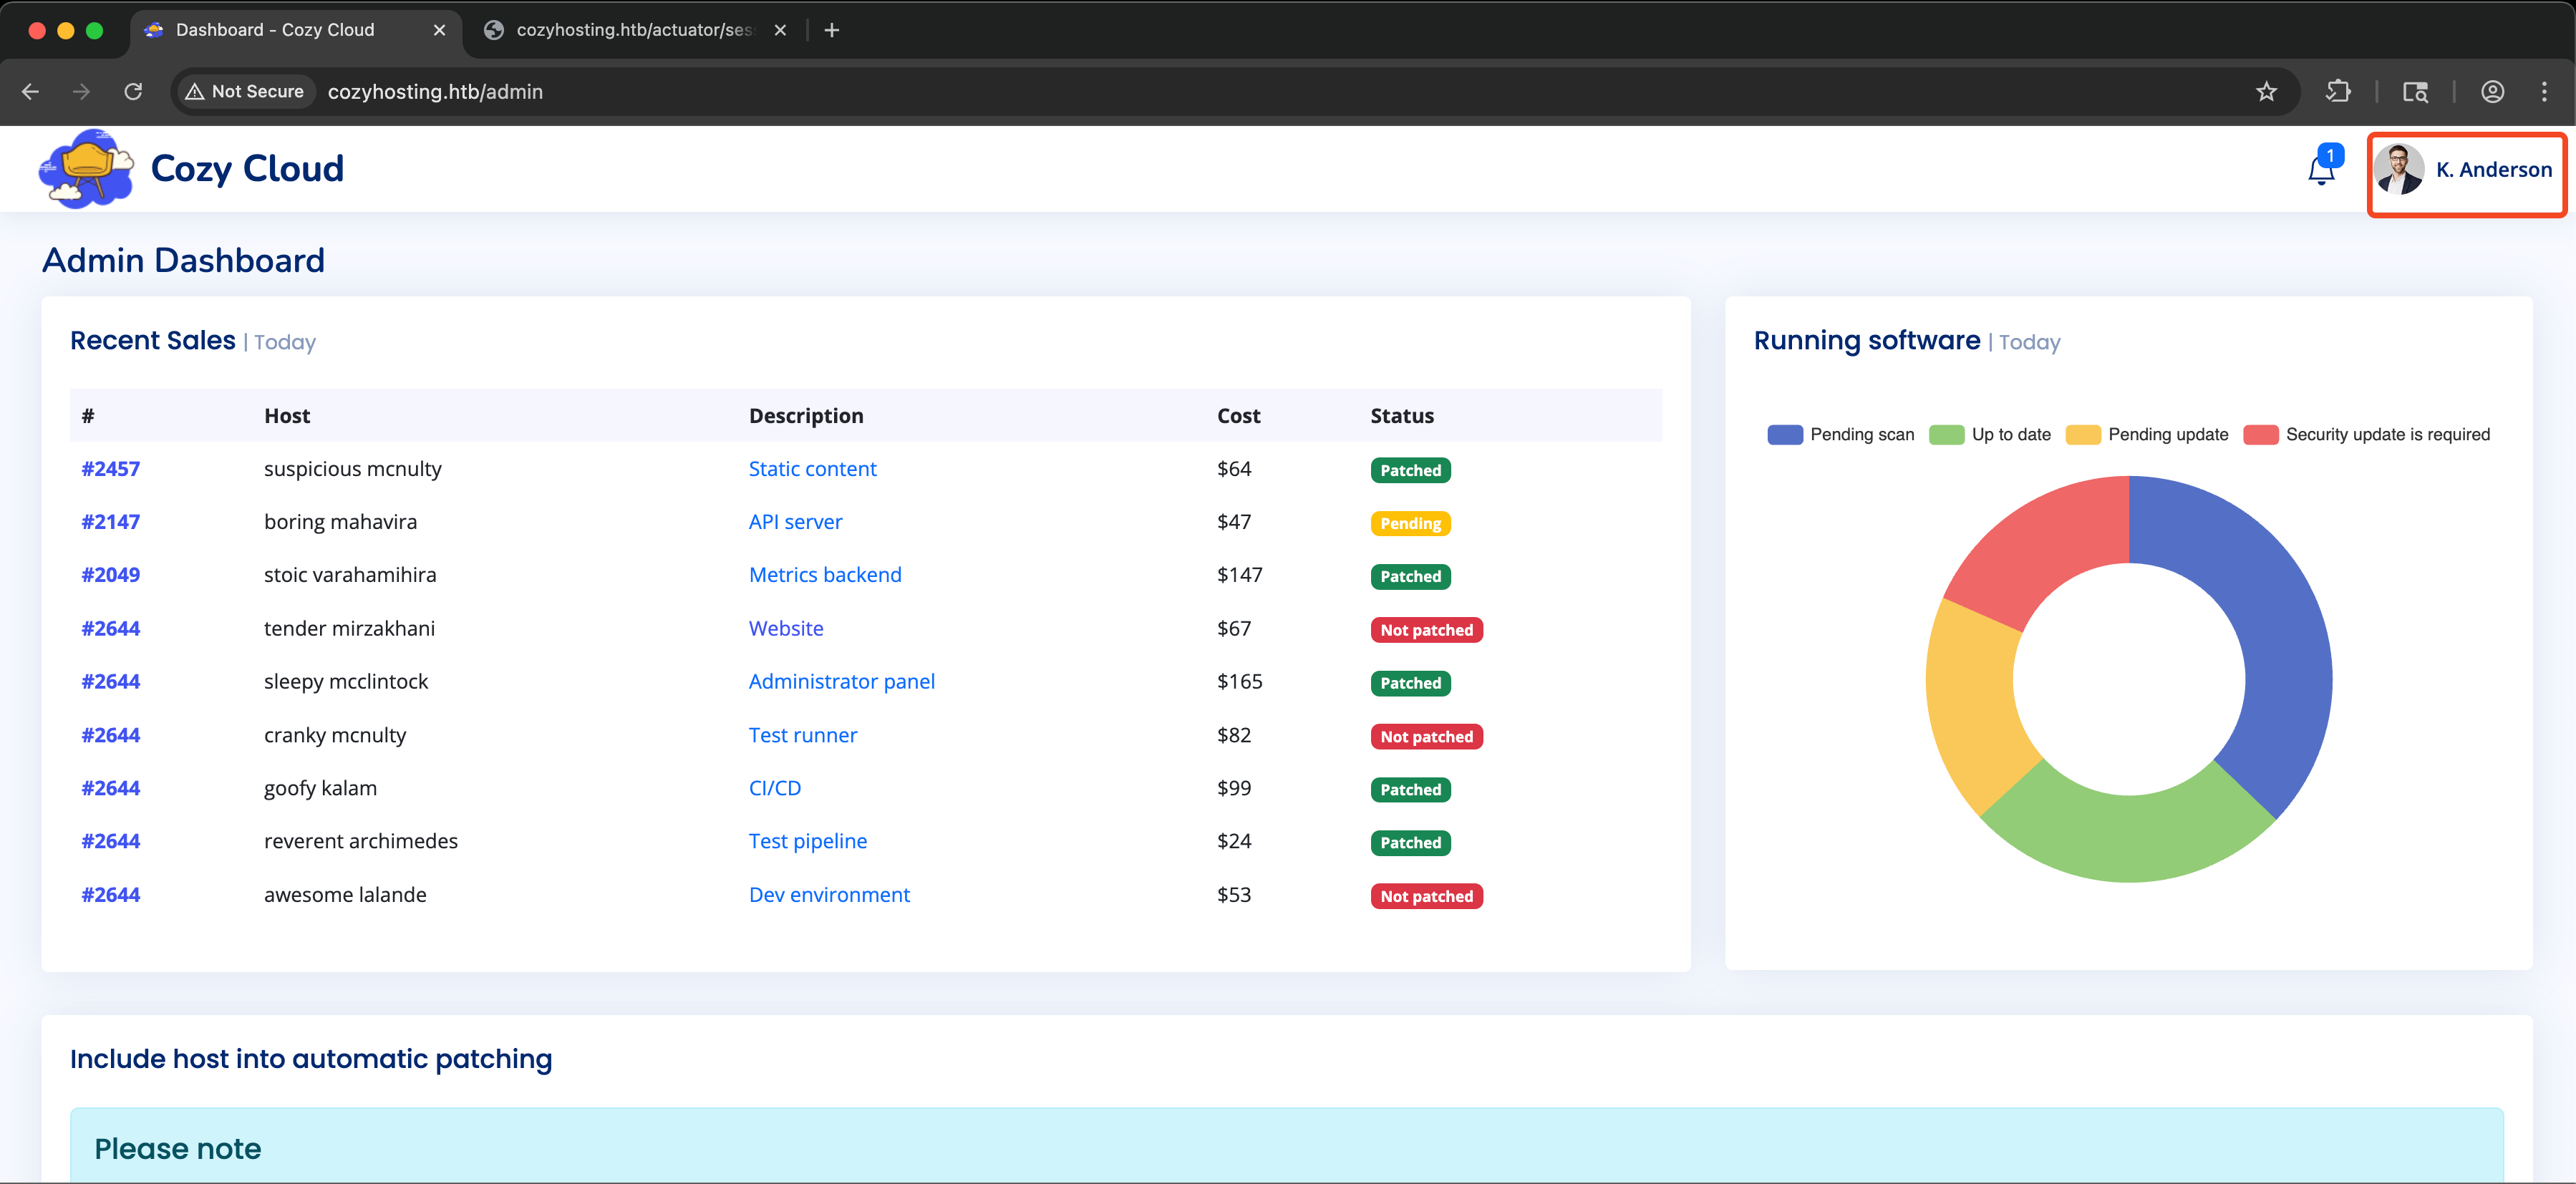 Dashboard - Cozy Cloud
cozyhosting.htb/actuator/ses
Not Secure cozyhosting.htb/admin
Cozy Cloud
1
K. Anderson
Admin Dashboard
Recent Sales | Today
# Host Description Cost Status
#2457 suspicious mcnulty Static content $64 Patched
#2147 boring mahavira API server $47 Pending
#2049 stoic varahamihira Metrics backend $147 Patched
#2644 tender mirzakhani Website $67 Not patched
#2644 sleepy mcclintock Administrator panel $165 Patched
#2644 cranky mcnulty Test runner $82 Not patched
#2644 goofy kalam CI/CD $99 Patched
#2644 reverent archimedes Test pipeline $24 Patched
#2644 awesome lalande Dev environment $53 Not patched
Running software | Today
Pending scan Up to date Pending update Security update is required
Include host into automatic patching
Please note